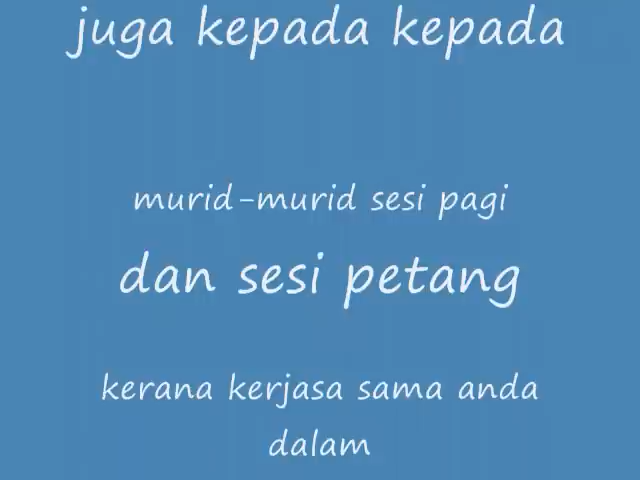 juga kepada kepada
murid-murid sesi pagi
dan sesi petang
kerana kerjasa sama anda
dalam